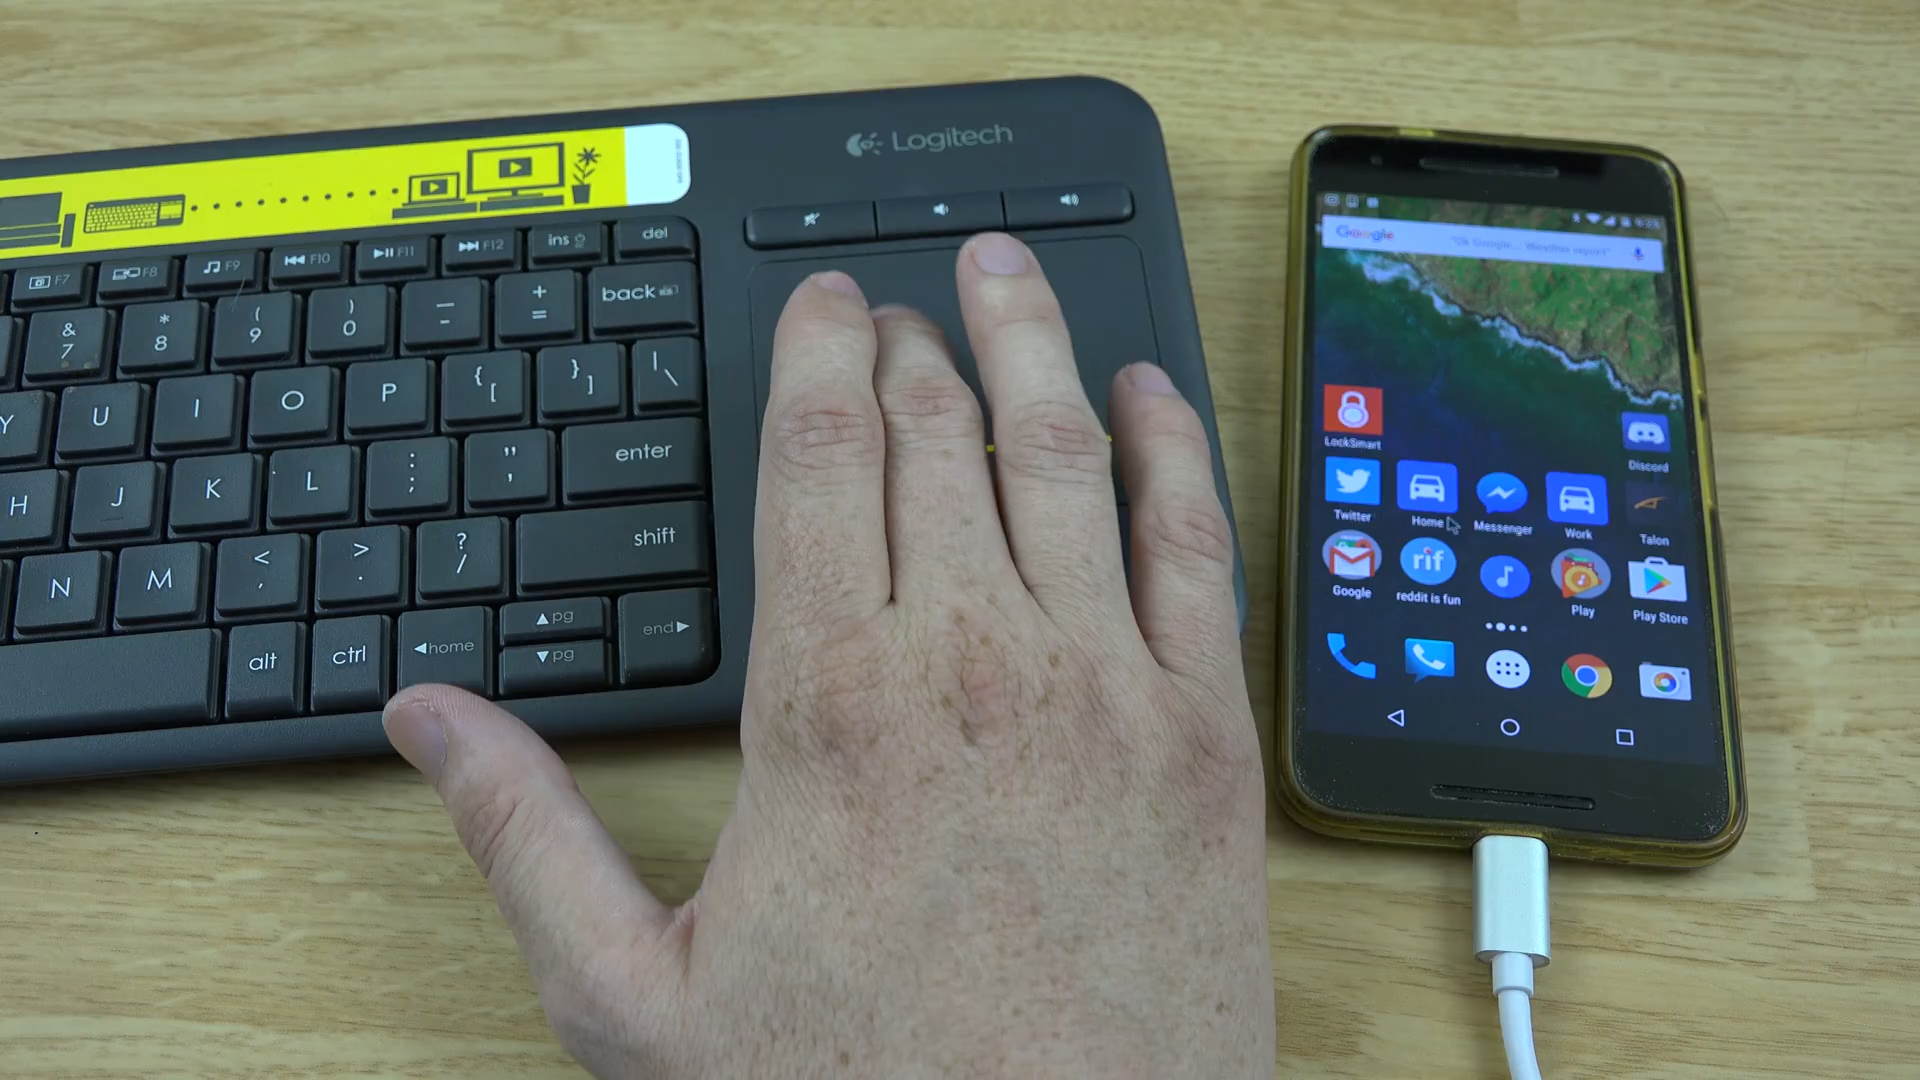 Logitech
F7 F8 F9 F10 F11 F12 ins del
& 7 * 8 ( 9 ) 0 — - + = back
Y U I O P { [ } ] | \
H J K L : ; " , enter
N M < , > . ? / shift
alt ctrl ◀home ▲pg ▼pg end▶
Google
LockSmart
Discord
Twitter Home Messenger Work Talon
Google reddit is fun Play Play Store
rif